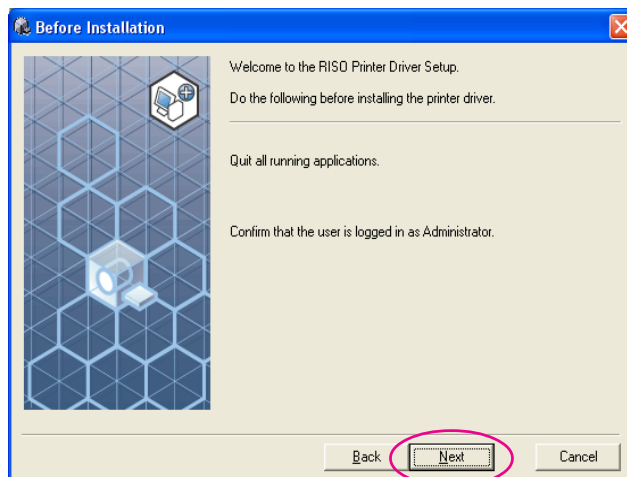 Before Installation
Welcome to the RISO Printer Driver Setup.
Do the following before installing the printer driver.
Quit all running applications.
Confirm that the user is logged in as Administrator.
Back Next Cancel